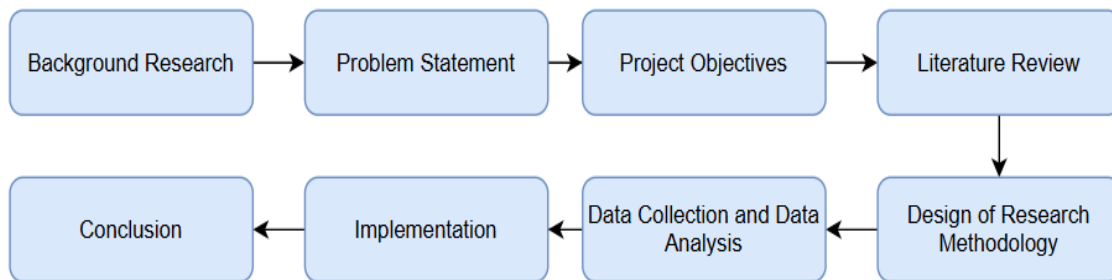 Background Research
Problem Statement
Project Objectives
Literature Review
Design of Research
Methodology
Data Collection and Data
Analysis
Implementation
Conclusion